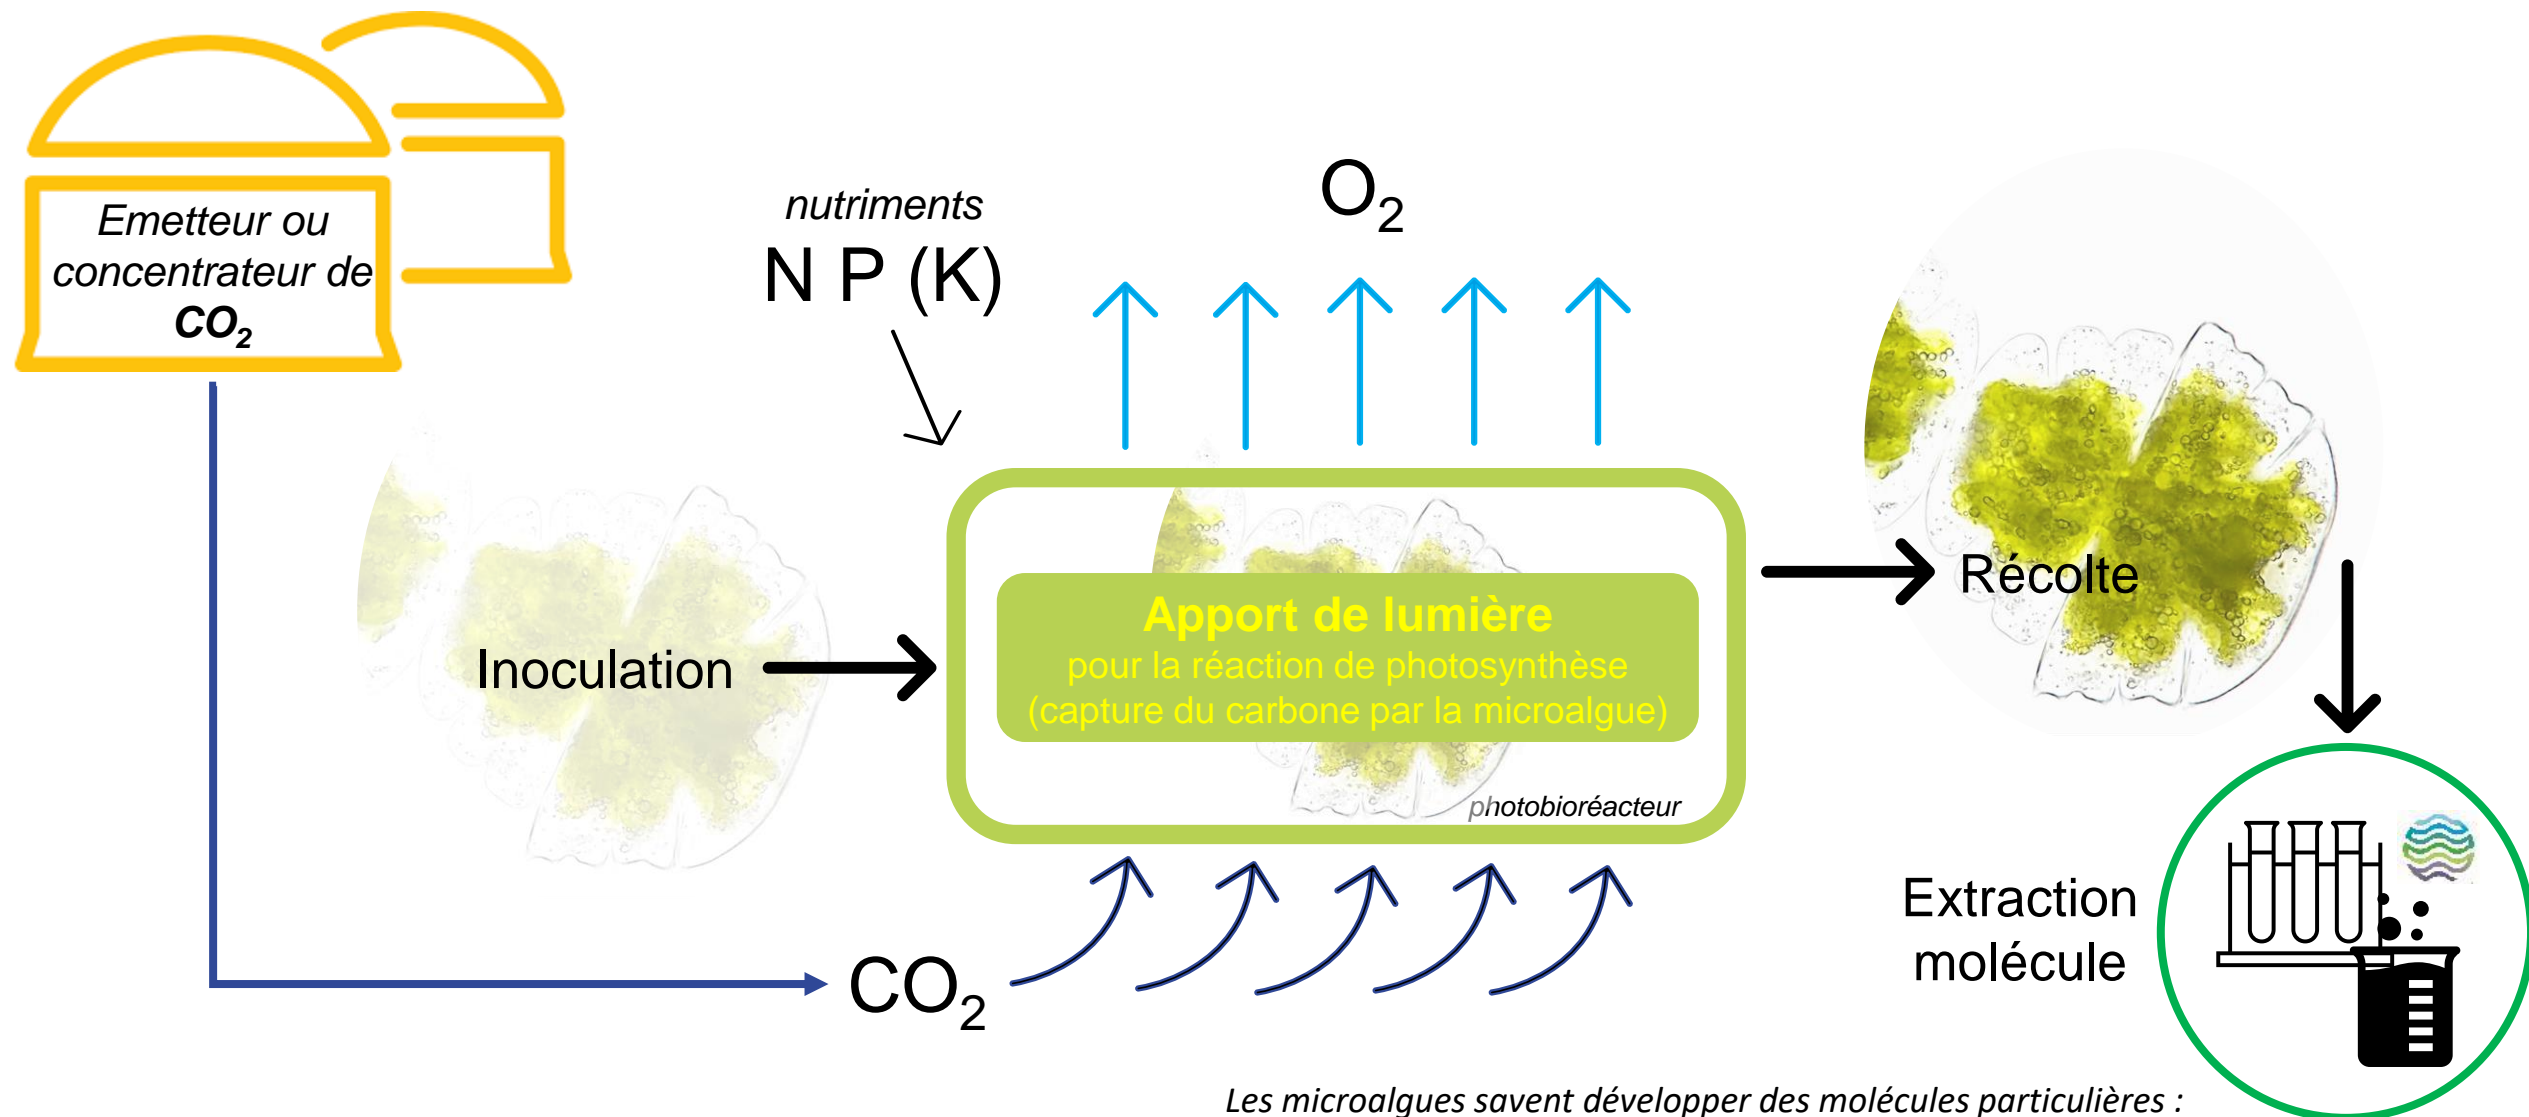 Emetteur ou
concentrateur de
CO₂
nutriments
N P (K)
O₂
Inoculation
Apport de lumière
pour la réaction de photosynthèse
(capture du carbone par la microalgue)
photobioréacteur
Récolte
CO₂
Extraction
molécule
Les microalgues savent développer des molécules particulières :